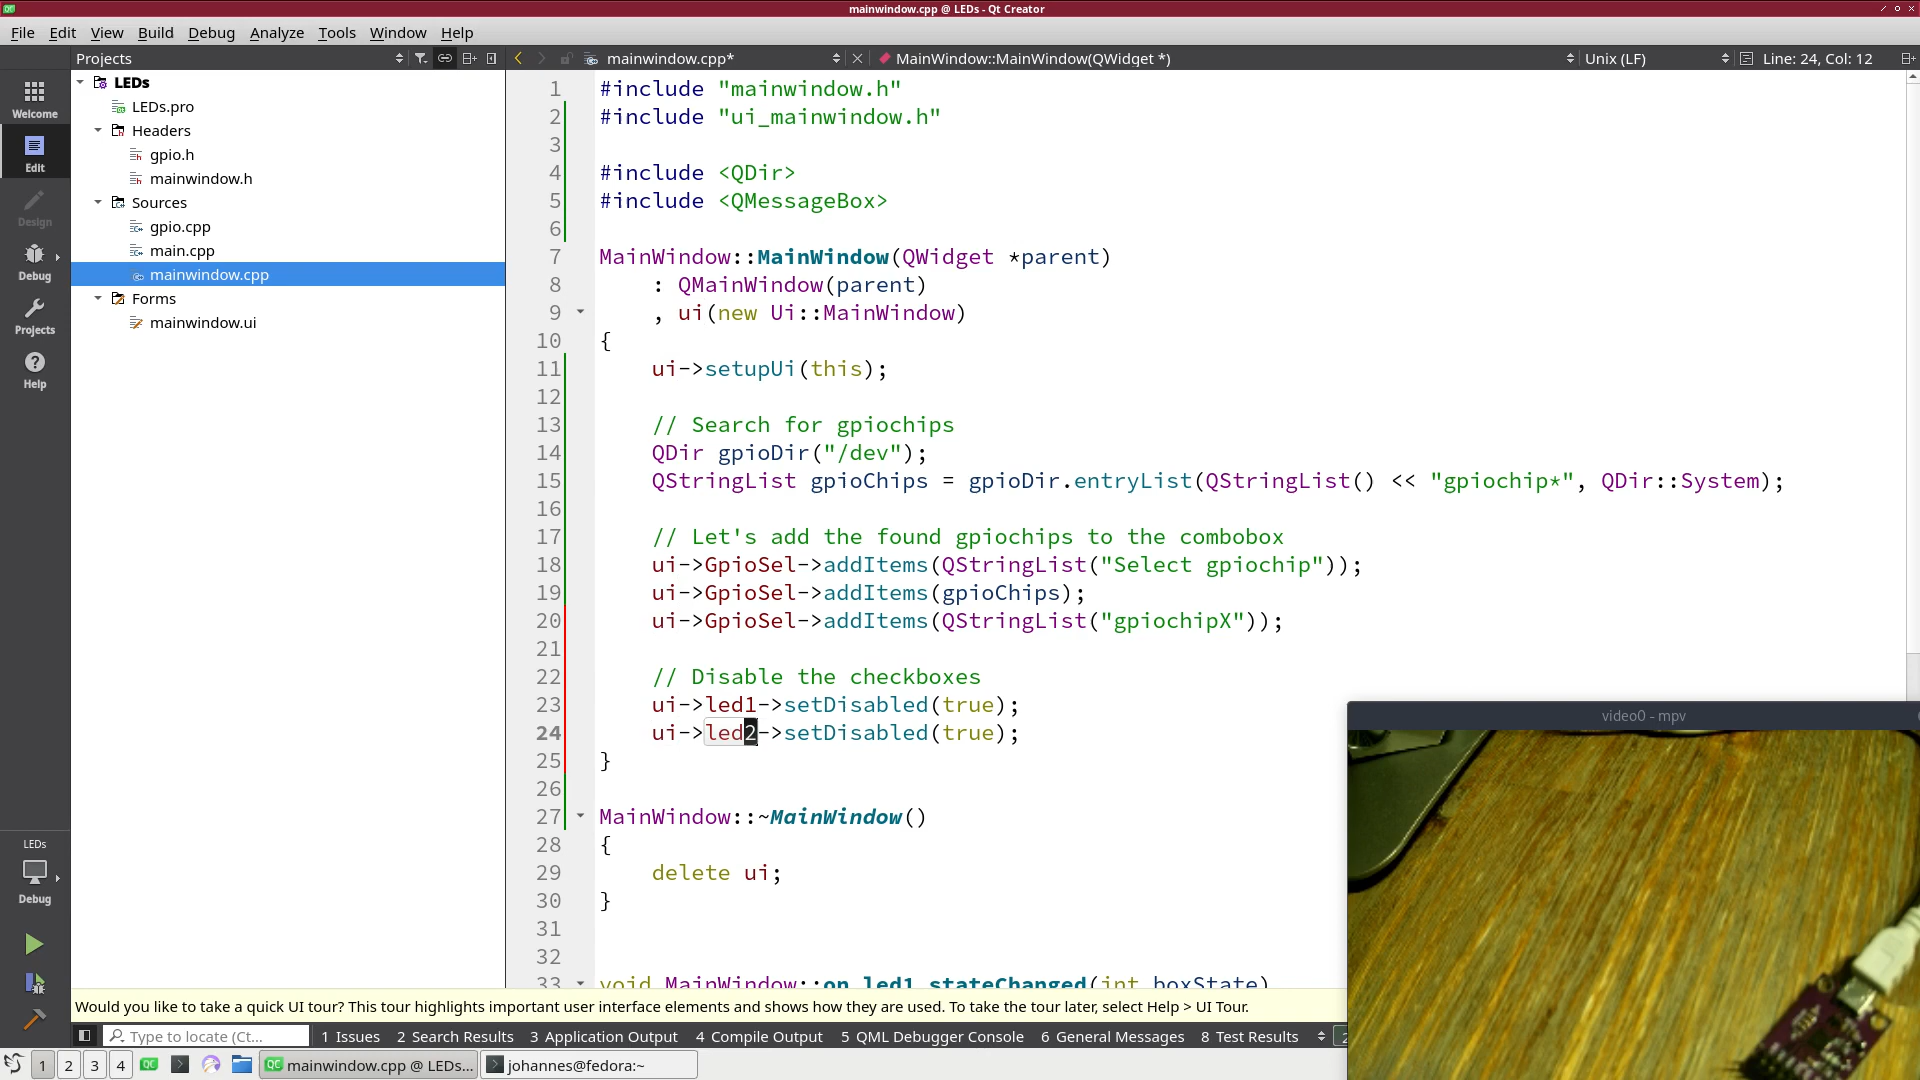 mainwindow.cpp @ LEDs - Qt Creator
File Edit View Build Debug Analyze Tools Window Help
Projects
mainwindow.cpp*
MainWindow::MainWindow(QWidget *)
Unix (LF)
Line: 24, Col: 12
Welcome
Edit
Design
Debug
Projects
Help
LEDs
LEDs.pro
Headers
gpio.h
mainwindow.h
Sources
gpio.cpp
main.cpp
mainwindow.cpp
Forms
mainwindow.ui
1 #include "mainwindow.h"
2 #include "ui_mainwindow.h"
3
4 #include <QDir>
5 #include <QMessageBox>
6
7 MainWindow::MainWindow(QWidget *parent)
8 : QMainWindow(parent)
9 , ui(new Ui::MainWindow)
10 {
11 ui->setupUi(this);
12
13 // Search for gpiochips
14 QDir gpioDir("/dev");
15 QStringList gpioChips = gpioDir.entryList(QStringList() << "gpiochip*", QDir::System);
16
17 // Let's add the found gpiochips to the combobox
18 ui->GpioSel->addItems(QStringList("Select gpiochip"));
19 ui->GpioSel->addItems(gpioChips);
20 ui->GpioSel->addItems(QStringList("gpiochipX"));
21
22 // Disable the checkboxes
23 ui->led1->setDisabled(true);
24 ui->led2->setDisabled(true);
25 }
26
27 MainWindow::~MainWindow()
28 {
29 delete ui;
30 }
31
32
33 void MainWindow::on_led1_stateChanged(int boxState)
video0 - mpv
LEDs
Debug
Would you like to take a quick UI tour? This tour highlights important user interface elements and shows how they are used. To take the tour later, select Help > UI Tour.
Type to locate (Ct...
1 Issues 2 Search Results 3 Application Output 4 Compile Output 5 QML Debugger Console 6 General Messages 8 Test Results
1 2 3 4
mainwindow.cpp @ LEDs...
johannes@fedora:~